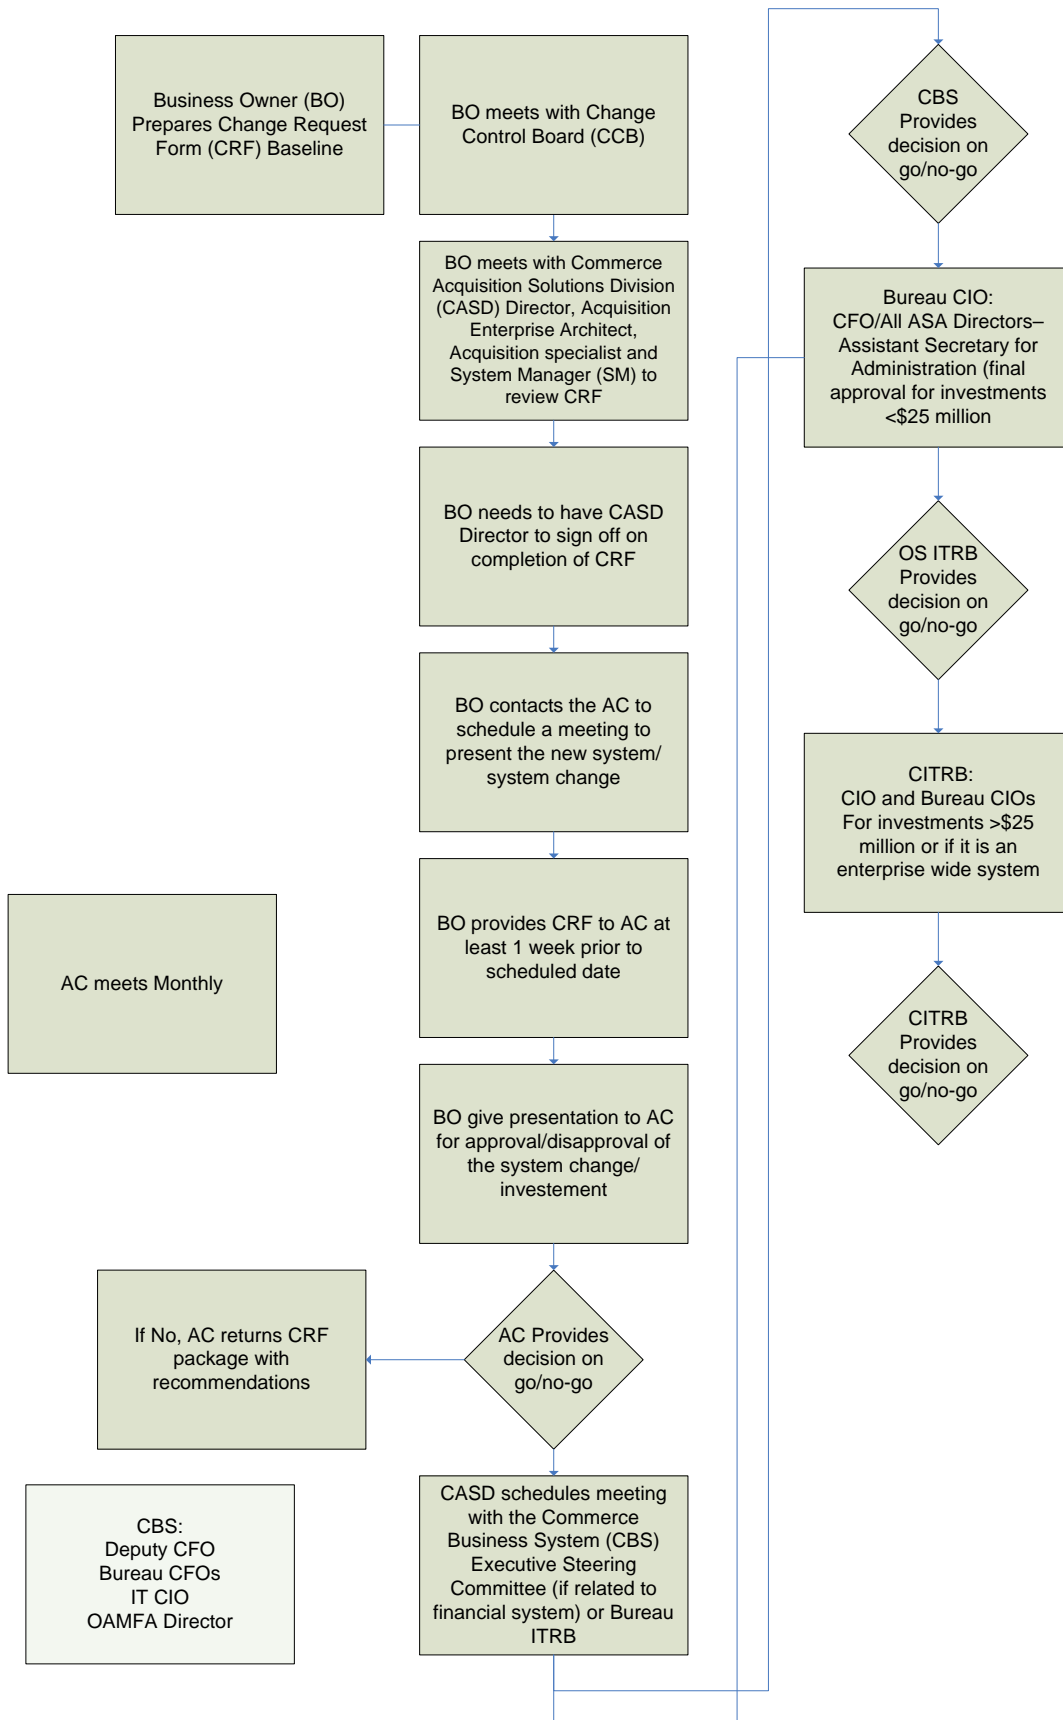 Business Owner (BO)
Prepares Change Request
Form (CRF) Baseline
BO meets with Change
Control Board (CCB)
BO meets with Commerce
Acquisition Solutions Division
(CASD) Director, Acquisition
Enterprise Architect,
Acquisition specialist and
System Manager (SM) to
review CRF
BO needs to have CASD
Director to sign off on
completion of CRF
BO contacts the AC to
schedule a meeting to
present the new system/
system change
AC meets Monthly
BO provides CRF to AC at
least 1 week prior to
scheduled date
BO give presentation to AC
for approval/disapproval of
the system change/
investement
AC Provides
decision on
go/no-go
If No, AC returns CRF
package with
recommendations
CASD schedules meeting
with the Commerce
Business System (CBS)
Executive Steering
Committee (if related to
financial system) or Bureau
ITRB
CBS:
Deputy CFO
Bureau CFOs
IT CIO
OAMFA Director
CBS
Provides
decision on
go/no-go
Bureau CIO:
CFO/All ASA Directors–
Assistant Secretary for
Administration (final
approval for investments
<$25 million
OS ITRB
Provides
decision on
go/no-go
CITRB:
CIO and Bureau CIOs
For investments >$25
million or if it is an
enterprise wide system
CITRB
Provides
decision on
go/no-go